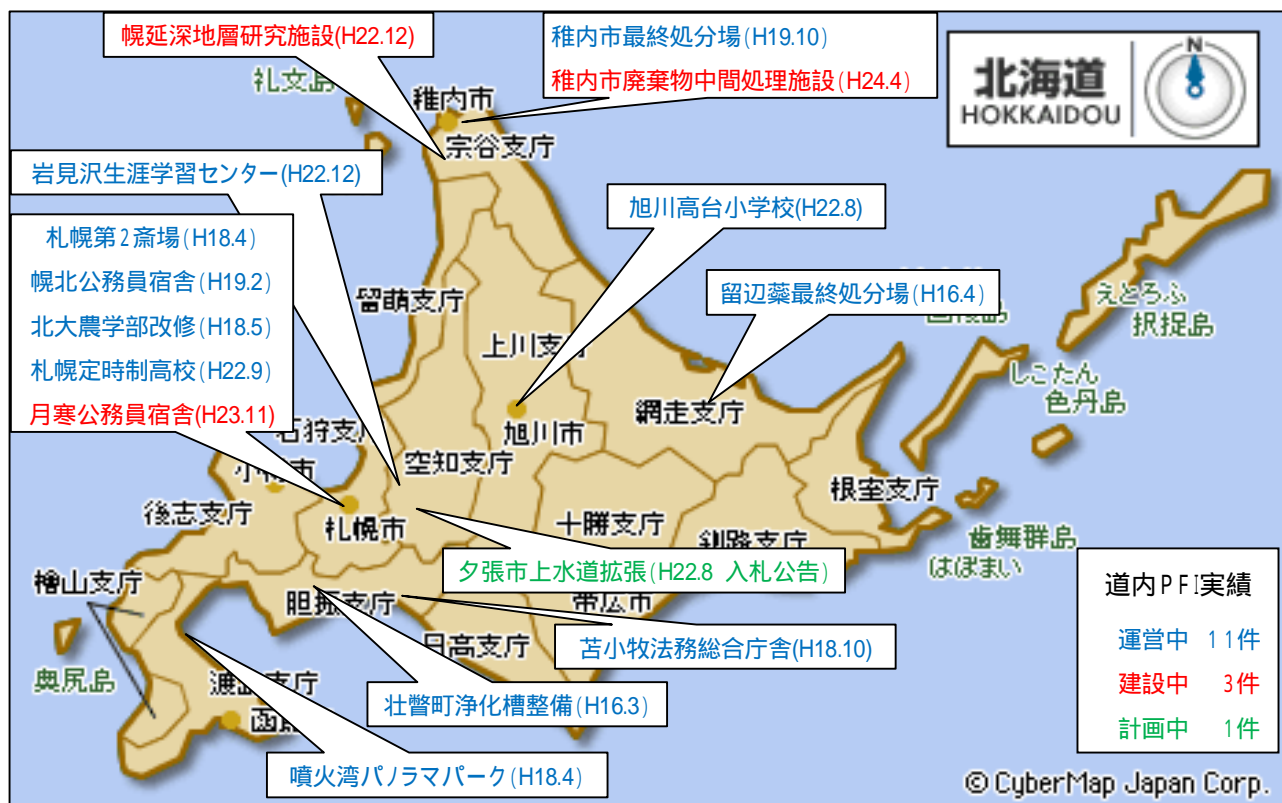 幌延深地層研究施設(H22.12)
稚内市最終処分場(H19.10)
稚内市廃棄物中間処理施設(H24.4)
N
北海道
HOKKAIDOU
礼文島
稚内市
宗谷支庁
岩見沢生涯学習センター(H22.12)
旭川高台小学校(H22.8)
札幌第2斎場(H18.4)
幌北公務員宿舎(H19.2)
北大農学部改修(H18.5)
札幌定時制高校(H22.9)
月寒公務員宿舎(H23.11)
留萌支庁
留辺蘂最終処分場(H16.4)
えとろふ
択捉島
上川支庁
しこたん
色丹島
網走支庁
旭川市
石狩支庁
空知支庁
根室支庁
後志支庁
札幌市
十勝支庁
釧路支庁
歯舞群島
はぼまい
夕張市上水道拡張(H22.8 入札公告)
檜山支庁
胆振支庁
帯広市
日高支庁
苫小牧法務総合庁舎(H18.10)
奥尻島
渡島支庁
壮瞥町浄化槽整備(H16.3)
噴火湾パノラマパーク(H18.4)
道内PFI実績
運営中 11件
建設中 3件
計画中 1件
© CyberMap Japan Corp.